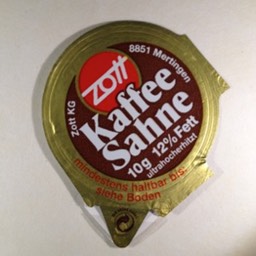 Zott KG
8851 Mertingen
zott
Kaffee
Sahne
10g 12% Fett
ultrahocherhitzt
mindestens haltbar bis:
siehe Boden